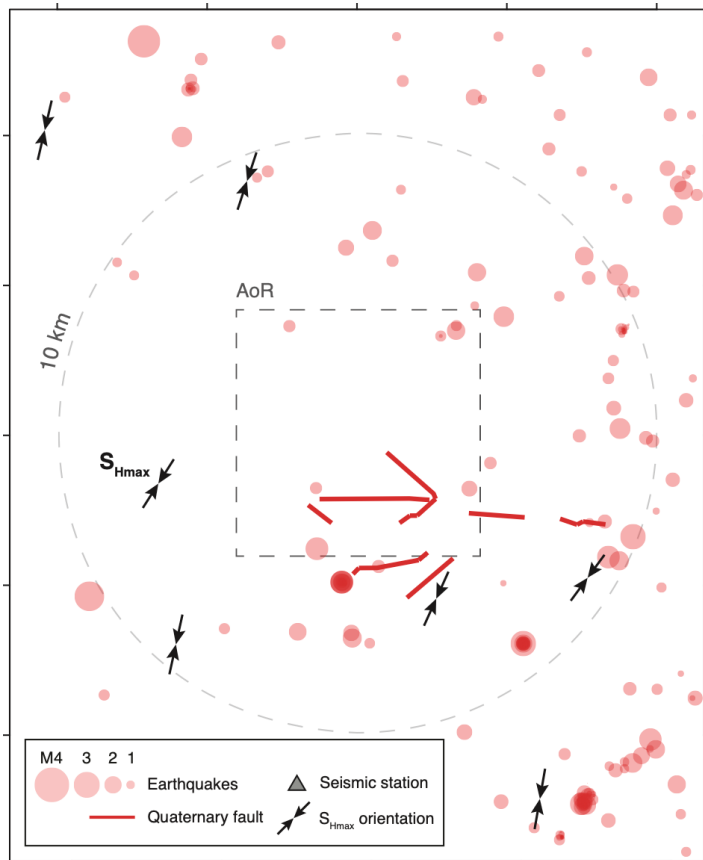 AoR
10 km
SHmax
M4 3 2 1
Earthquakes
Seismic station
Quaternary fault
SHmax orientation